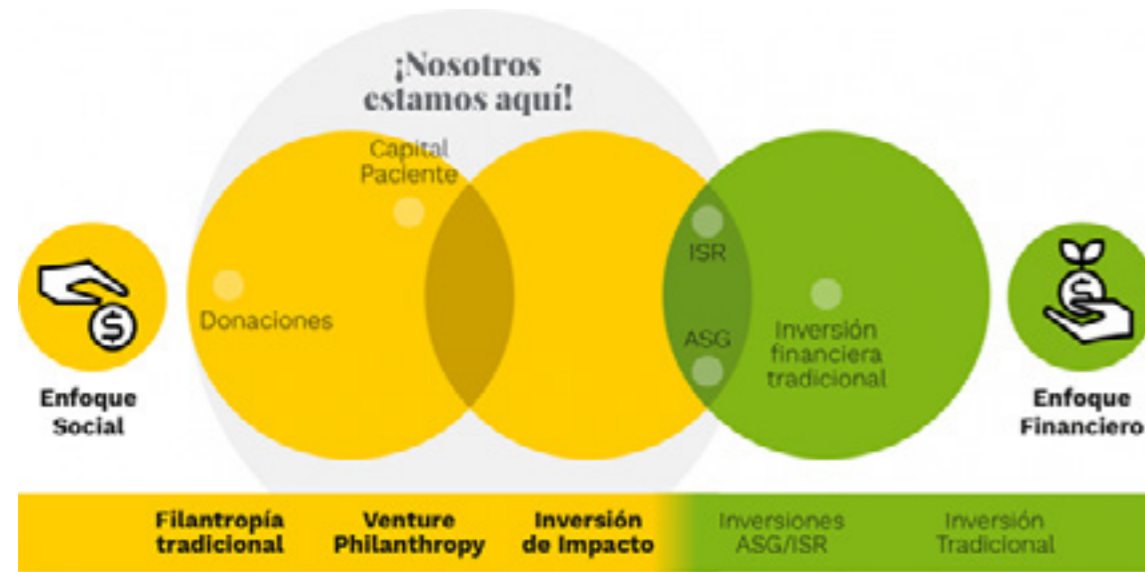 ¡Nosotros
estamos aquí!
Capital
Paciente
Donaciones
ISR
ASG
Inversión
financiera
tradicional
$
Enfoque
Social
$
Enfoque
Financiero
Filantropía
tradicional
Venture
Philanthropy
Inversión
de Impacto
Inversiones
ASG/ISR
Inversión
Tradicional